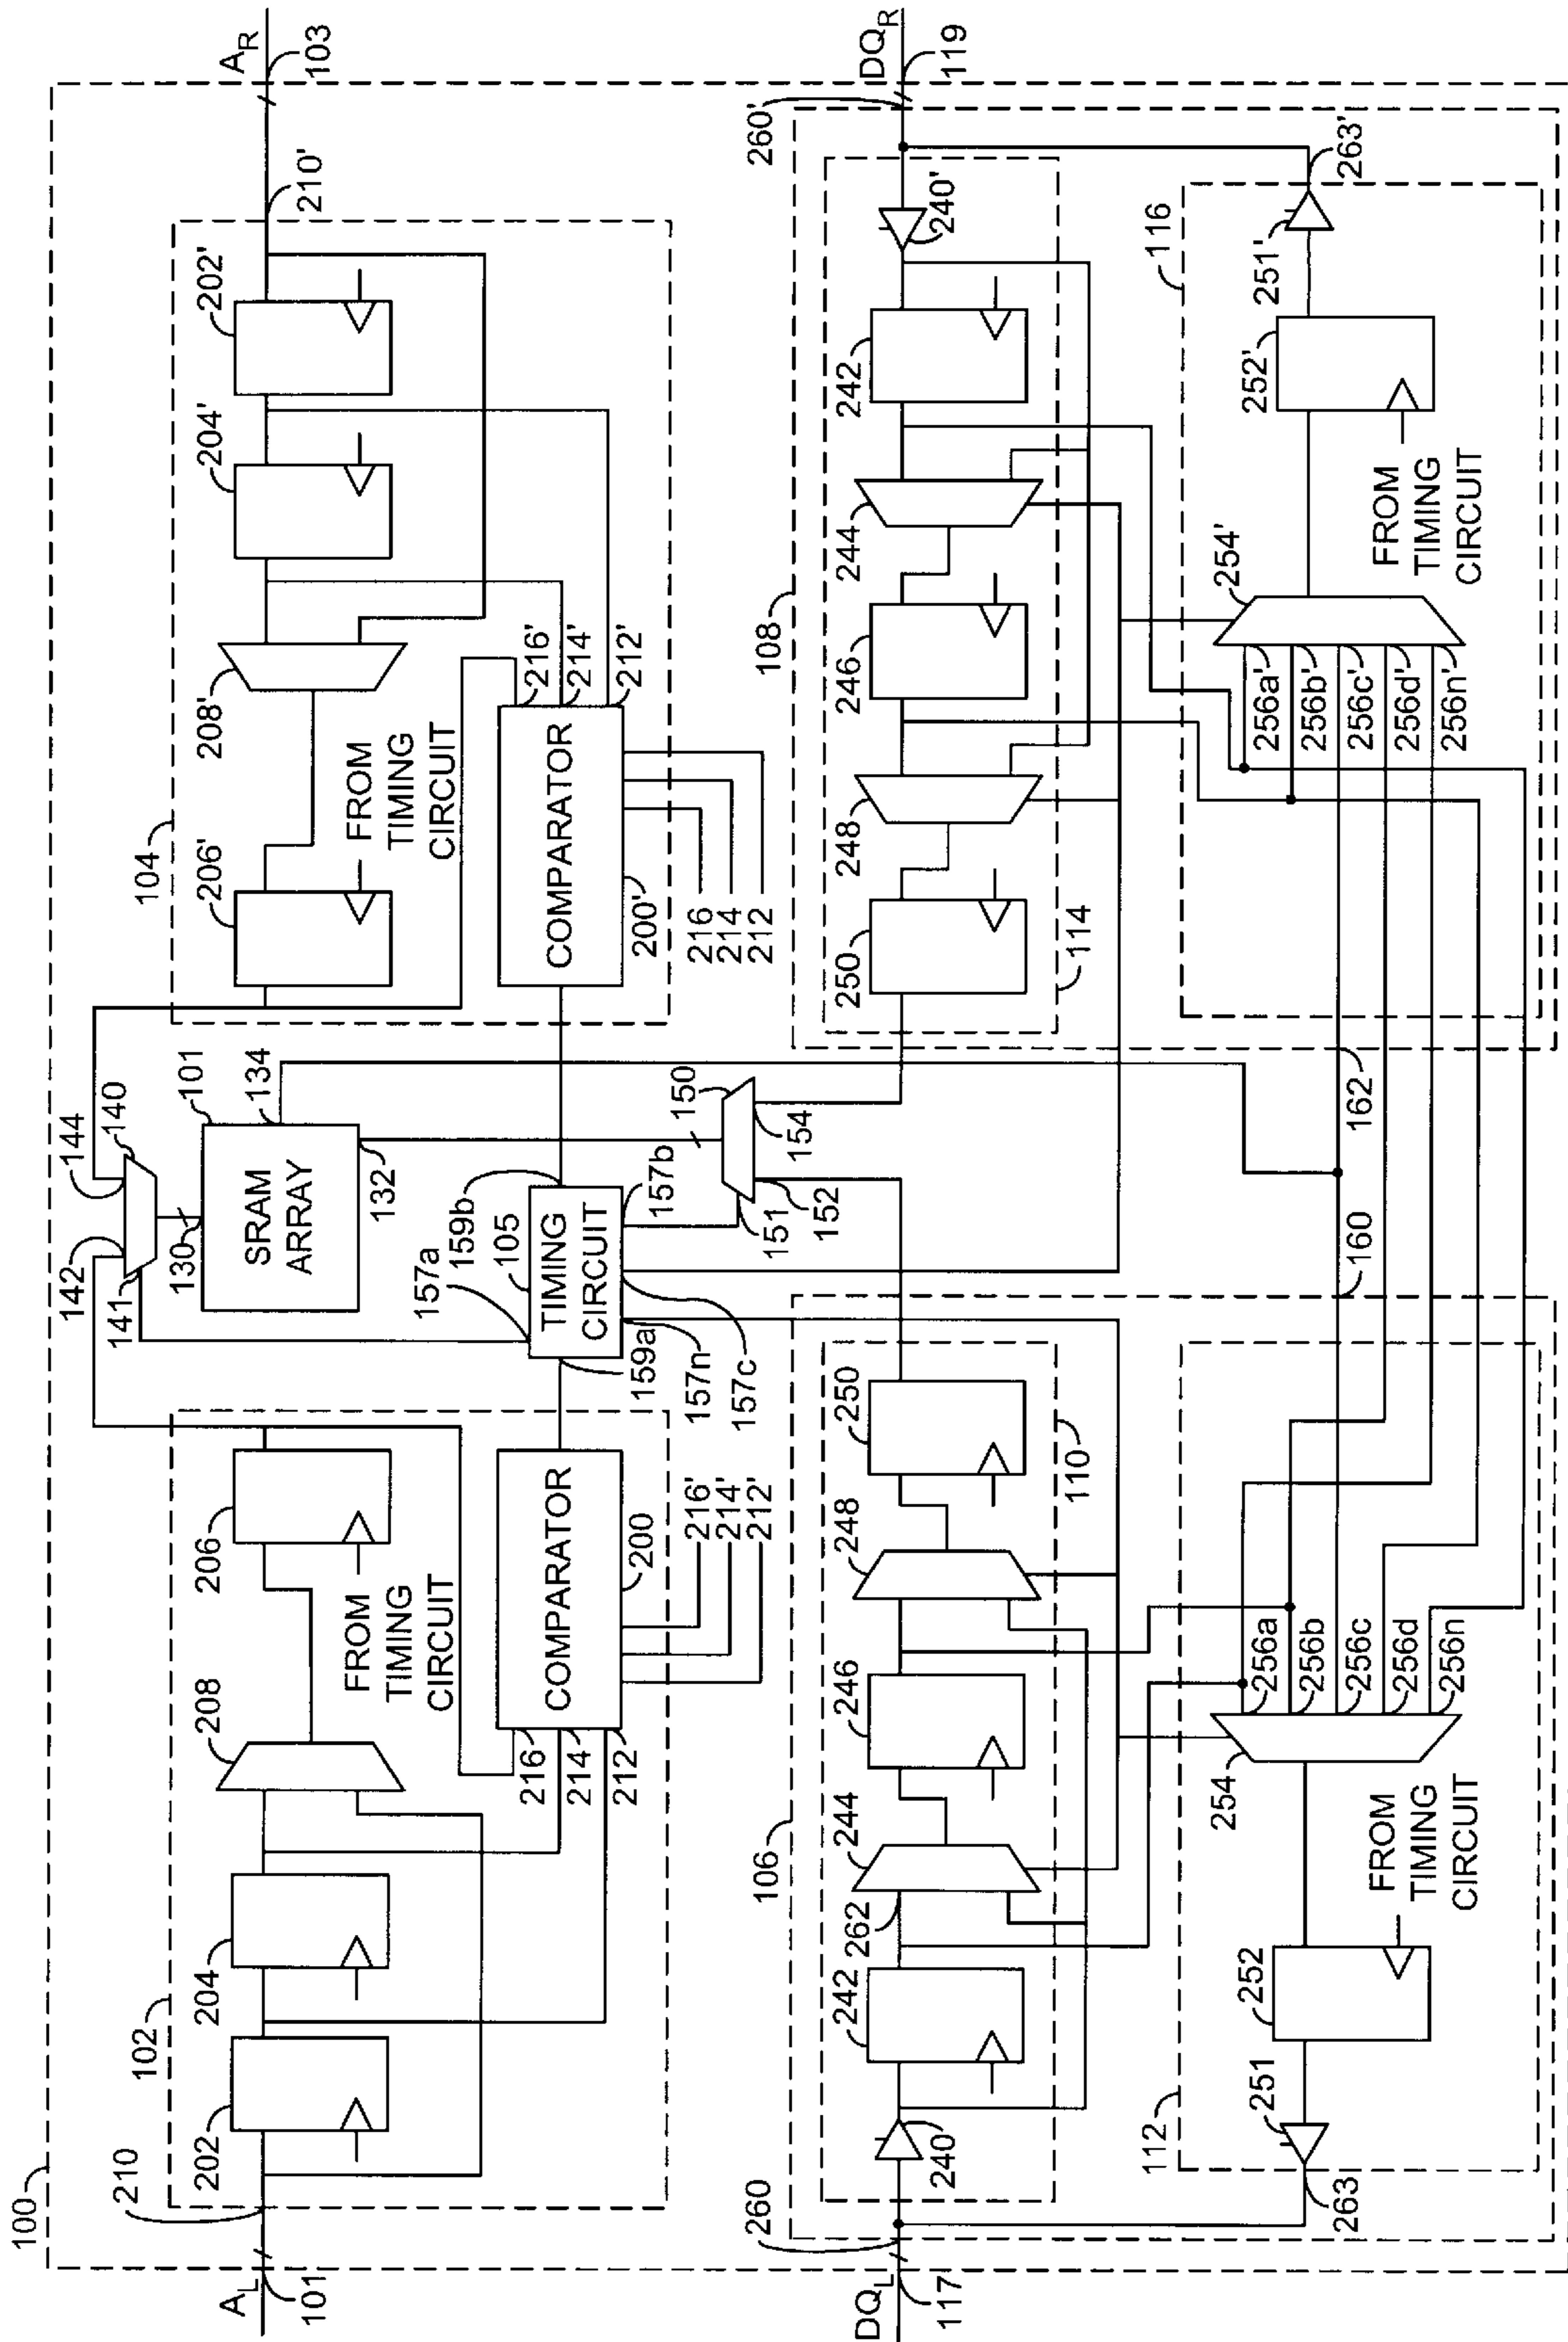 100
A_L
101
210
102
202
204
208
206
FROM
TIMING
CIRCUIT
COMPARATOR
216
214
212
200
216'
214'
212'
142
144
140
141
130
SRAM
ARRAY
101
134
132
104
206'
FROM
TIMING
CIRCUIT
208'
204'
202'
210'
A_R
103
COMPARATOR
216'
214'
212'
200'
216
214
212
157a
105
159b
TIMING
CIRCUIT
159a
157n
157c
157b
151
152
150
154
DQ_L
117
260
106
240'
242
262
244
246
248
250
110
108
114
250
248
246
244
242
240'
260'
DQ_R
119
112
263
251
252
FROM
TIMING
CIRCUIT
254
256a
256b
256c
256d
256n
160
162
116
254'
256a'
256b'
256c'
256d'
256n'
FROM
TIMING
CIRCUIT
252'
251'
263'